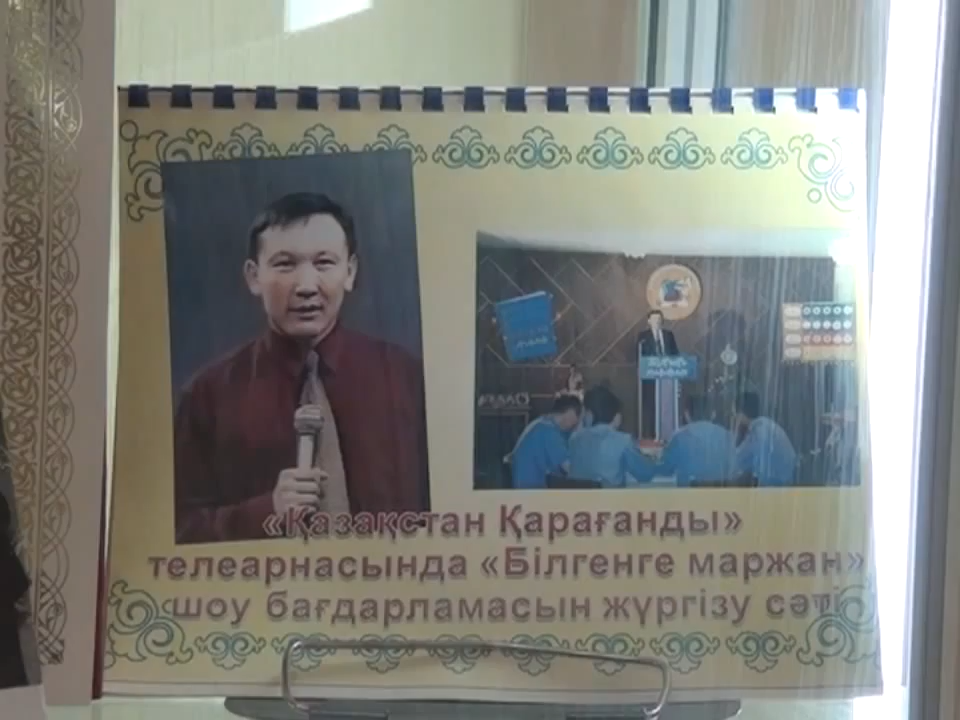 «Қазақстан Қарағанды»
телеарнасында «Білгенге маржан»
шоу бағдарламасын жүргізу сәті